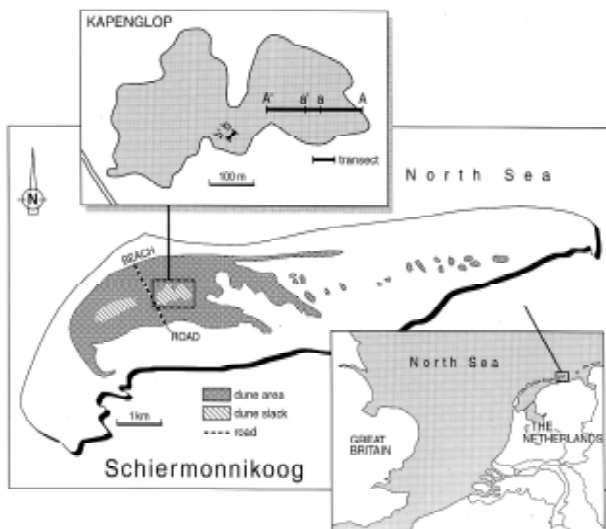 KAPENGLOP
A' a' a A
transect
100 m
North Sea
N
BEACH
ROAD
dune area
dune slack
road
1km
Schiermonnikoog
North Sea
GREAT
BRITAIN
THE
NETHERLANDS